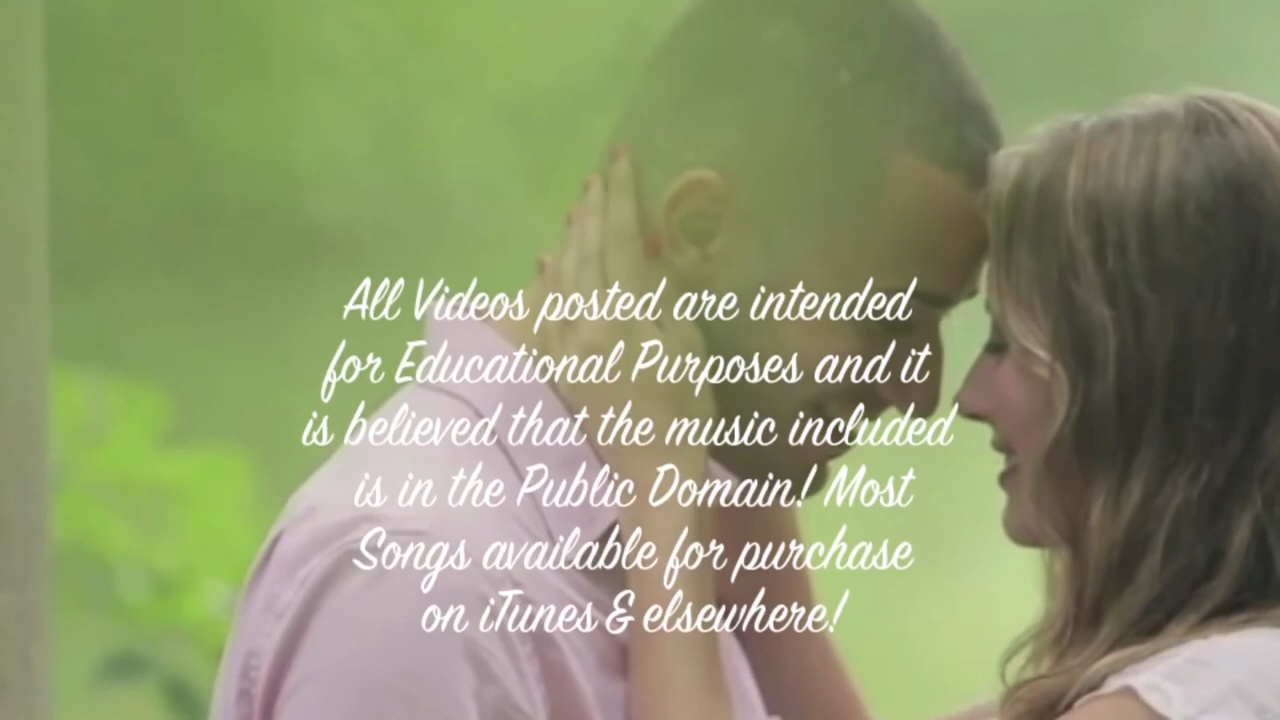 All Videos posted are intended
for Educational Purposes and it
is believed that the music included
is in the Public Domain! Most
Songs available for purchase
on iTunes & elsewhere!